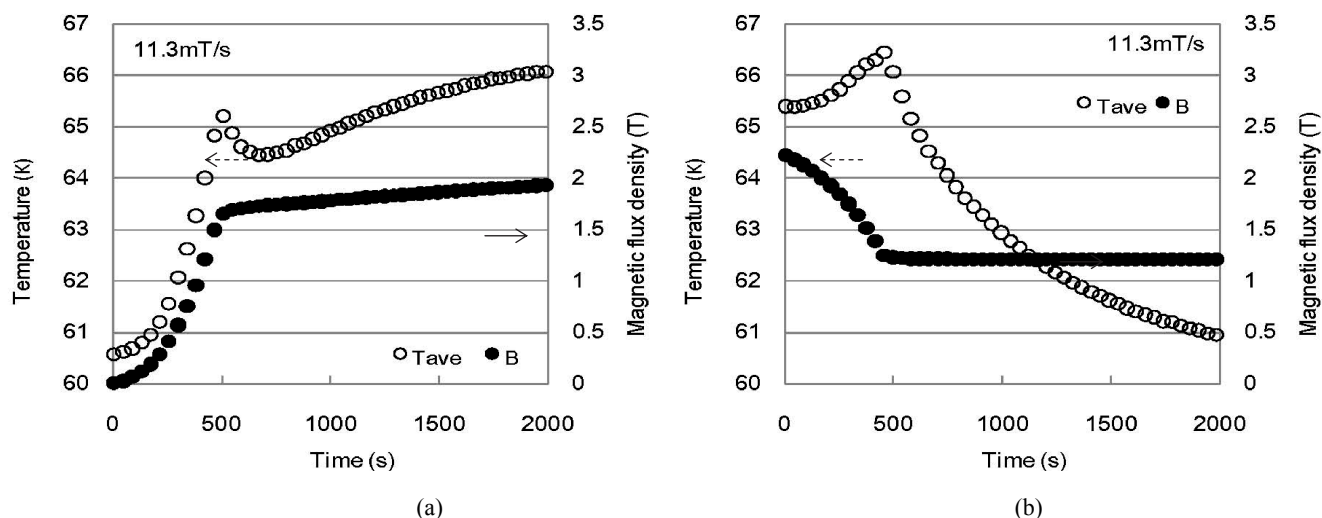 11.3mT/s
67
66
65
64
63
62
61
60
Temperature (K)
3.5
3
2.5
2
1.5
1
0.5
0
Magnetic flux density (T)
Tave B
0 500 1000 1500 2000
Time (s)
(a)
11.3mT/s
67
66
65
64
63
62
61
60
Temperature (K)
3.5
3
2.5
2
1.5
1
0.5
0
Magnetic flux density (T)
Tave B
0 500 1000 1500 2000
Time (s)
(b)